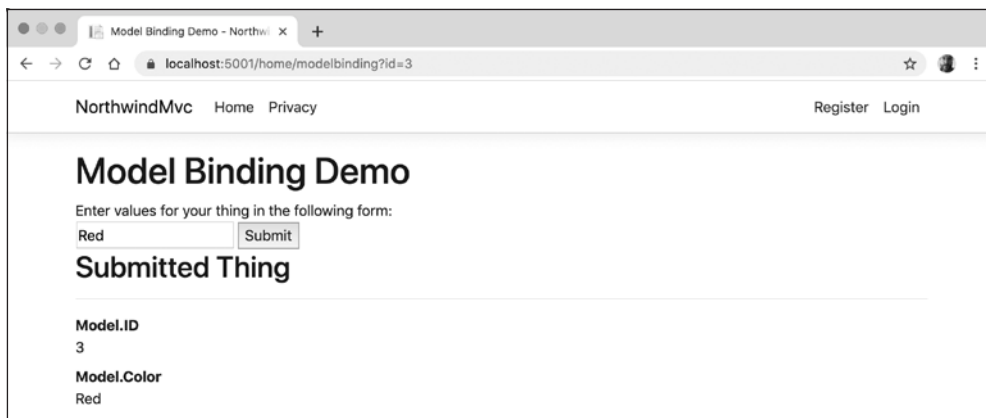 Model Binding Demo - Northwi
localhost:5001/home/modelbinding?id=3
NorthwindMvc Home Privacy Register Login
Model Binding Demo
Enter values for your thing in the following form:
Red Submit
Submitted Thing
Model.ID
3
Model.Color
Red